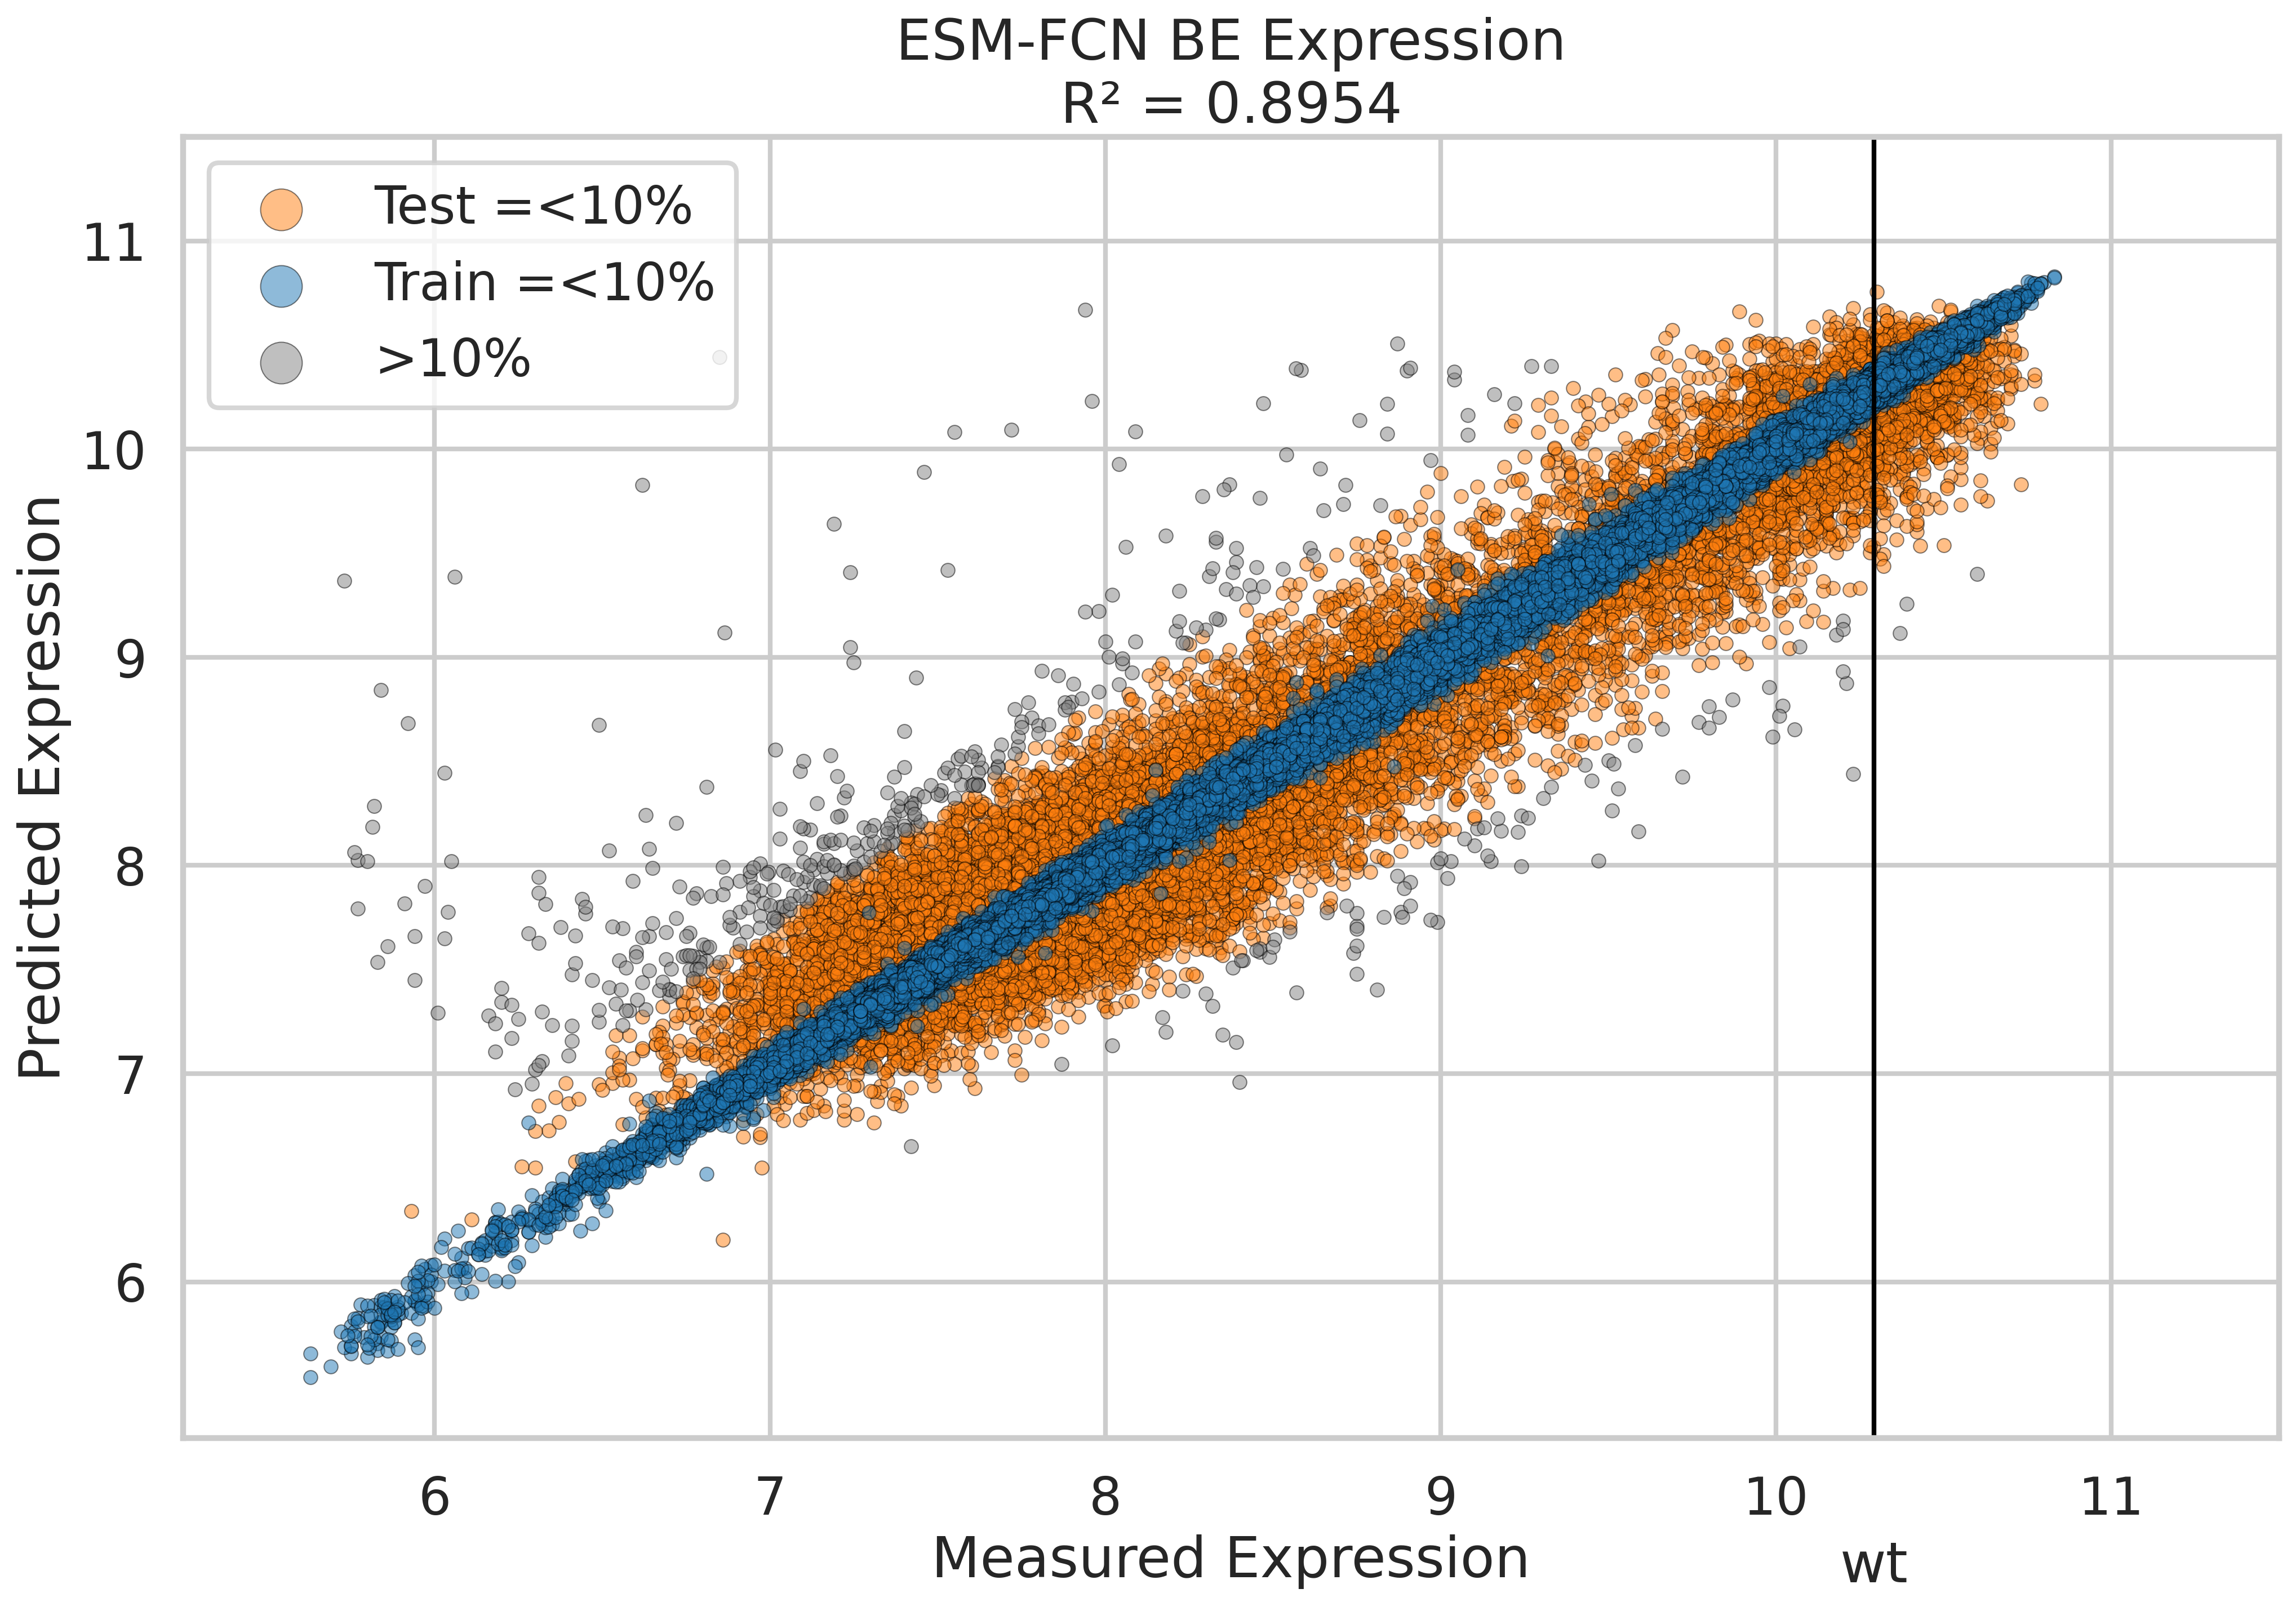 ESM-FCN BE Expression
R² = 0.8954
Test =<10%
Train =<10%
>10%
11
10
9
8
7
6
Predicted Expression
6
7
8
9
10
11
Measured Expression
wt